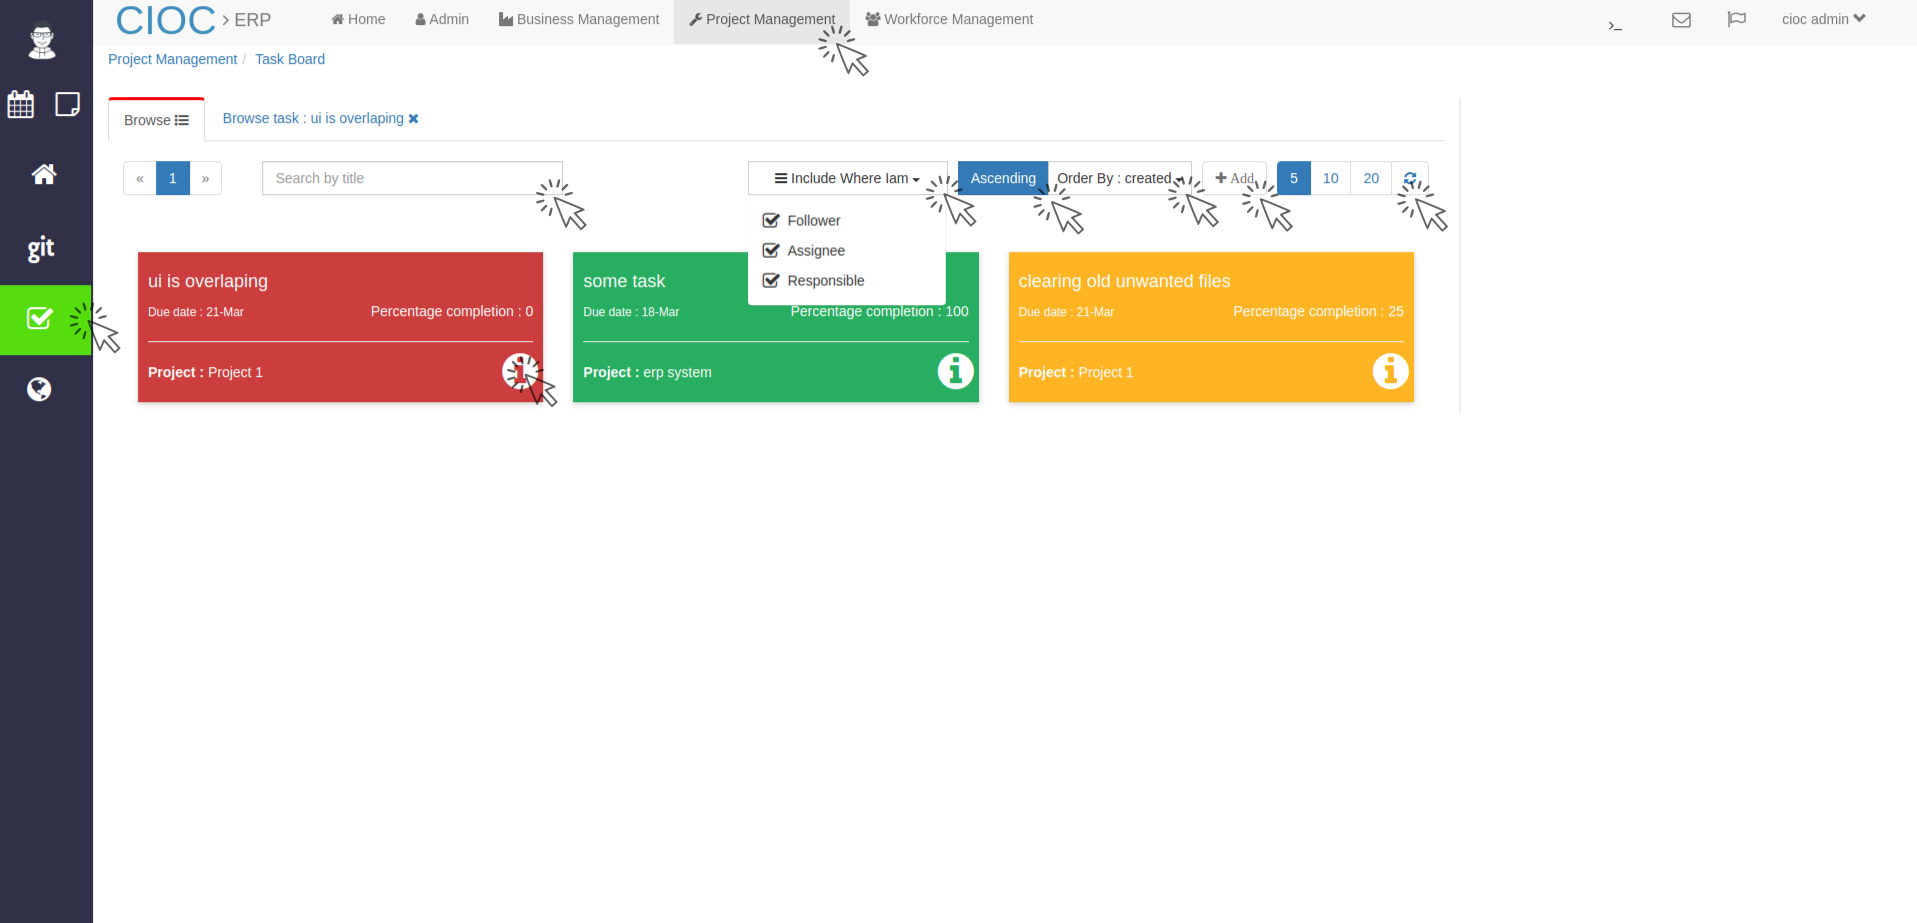 CIOC > ERP Home Admin Business Management Project Management Workforce Management >_ cioc admin
Project Management / Task Board
Browse Browse task : ui is overlaping ✖
« 1 » Search by title Include Where Iam Ascending Order By : created + Add 5 10 20
Follower
Assignee
Responsible
git
ui is overlaping
Due date : 21-Mar Percentage completion : 0
Project : Project 1
some task
Due date : 18-Mar Percentage completion : 100
Project : erp system
clearing old unwanted files
Due date : 21-Mar Percentage completion : 25
Project : Project 1